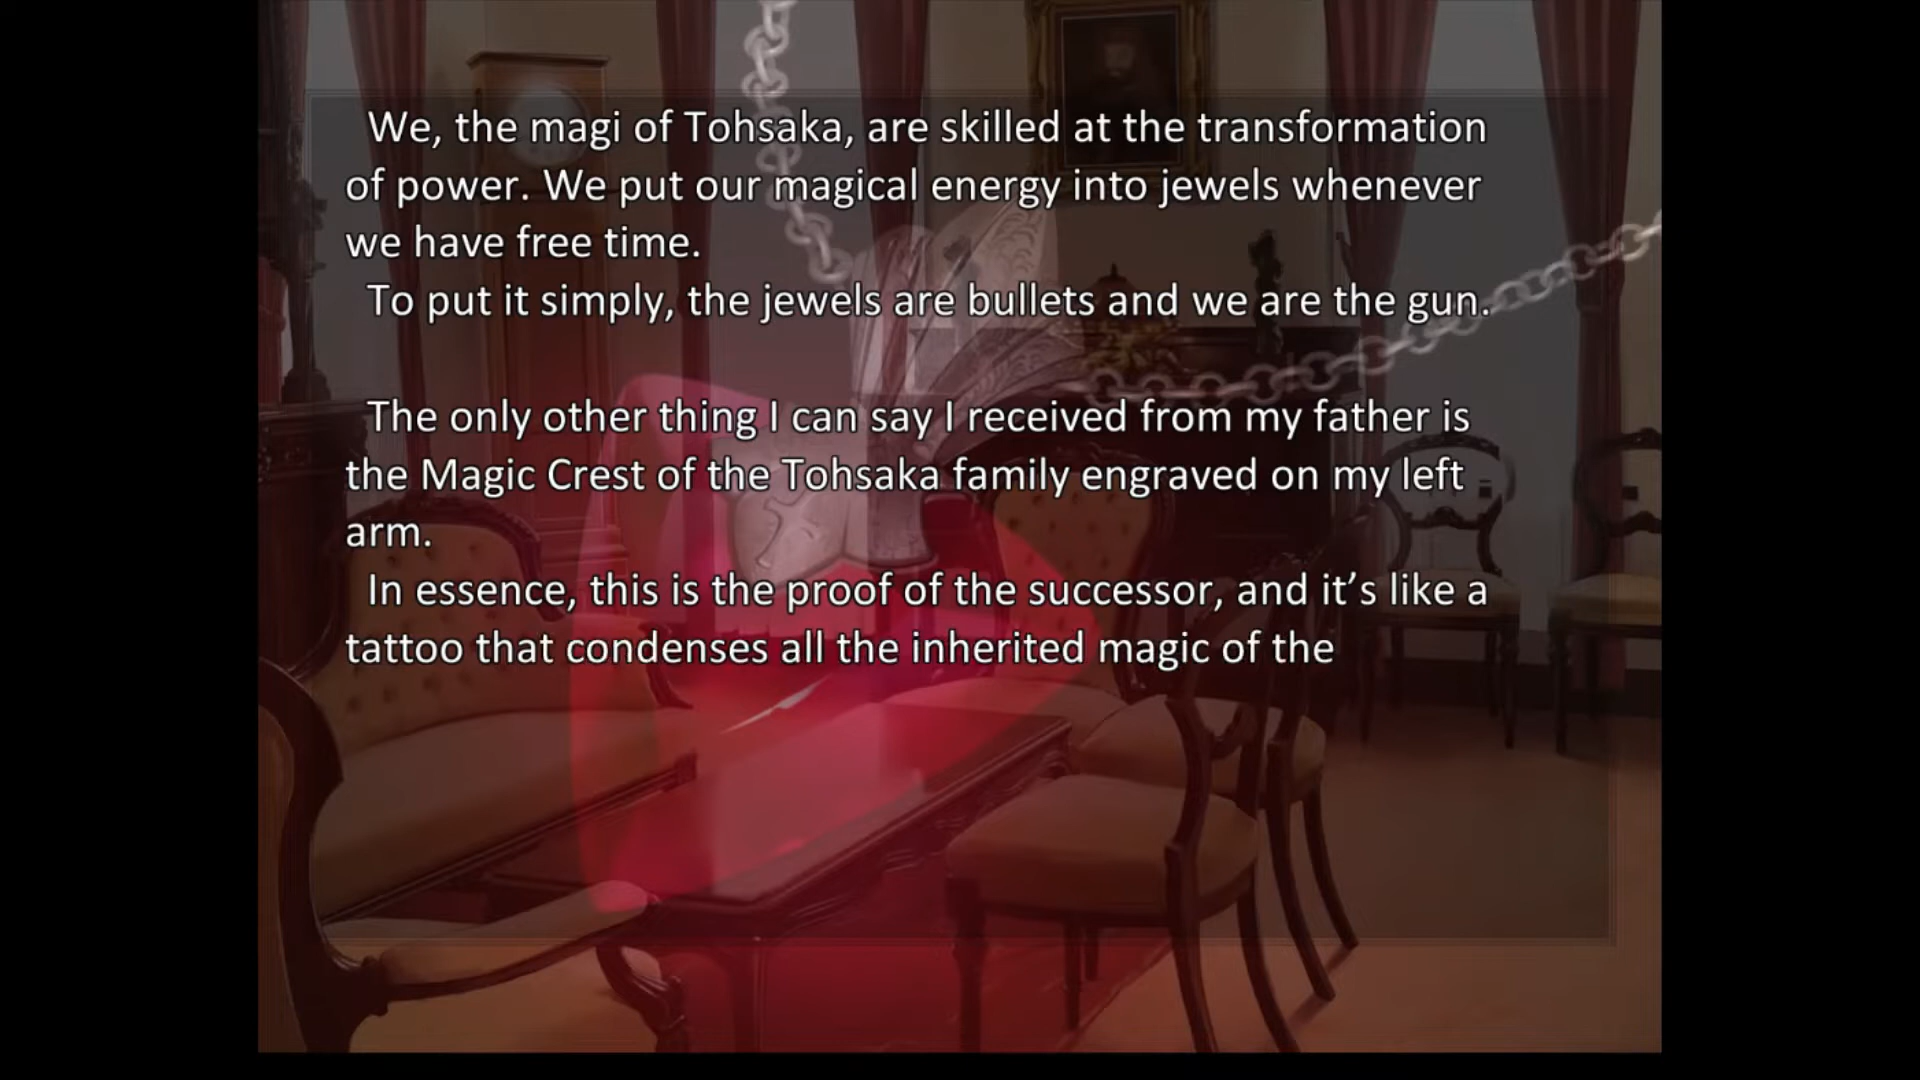 We, the magi of Tohsaka, are skilled at the transformation
of power. We put our magical energy into jewels whenever
we have free time.
To put it simply, the jewels are bullets and we are the gun.
The only other thing I can say I received from my father is
the Magic Crest of the Tohsaka family engraved on my left
arm.
In essence, this is the proof of the successor, and it’s like a
tattoo that condenses all the inherited magic of the